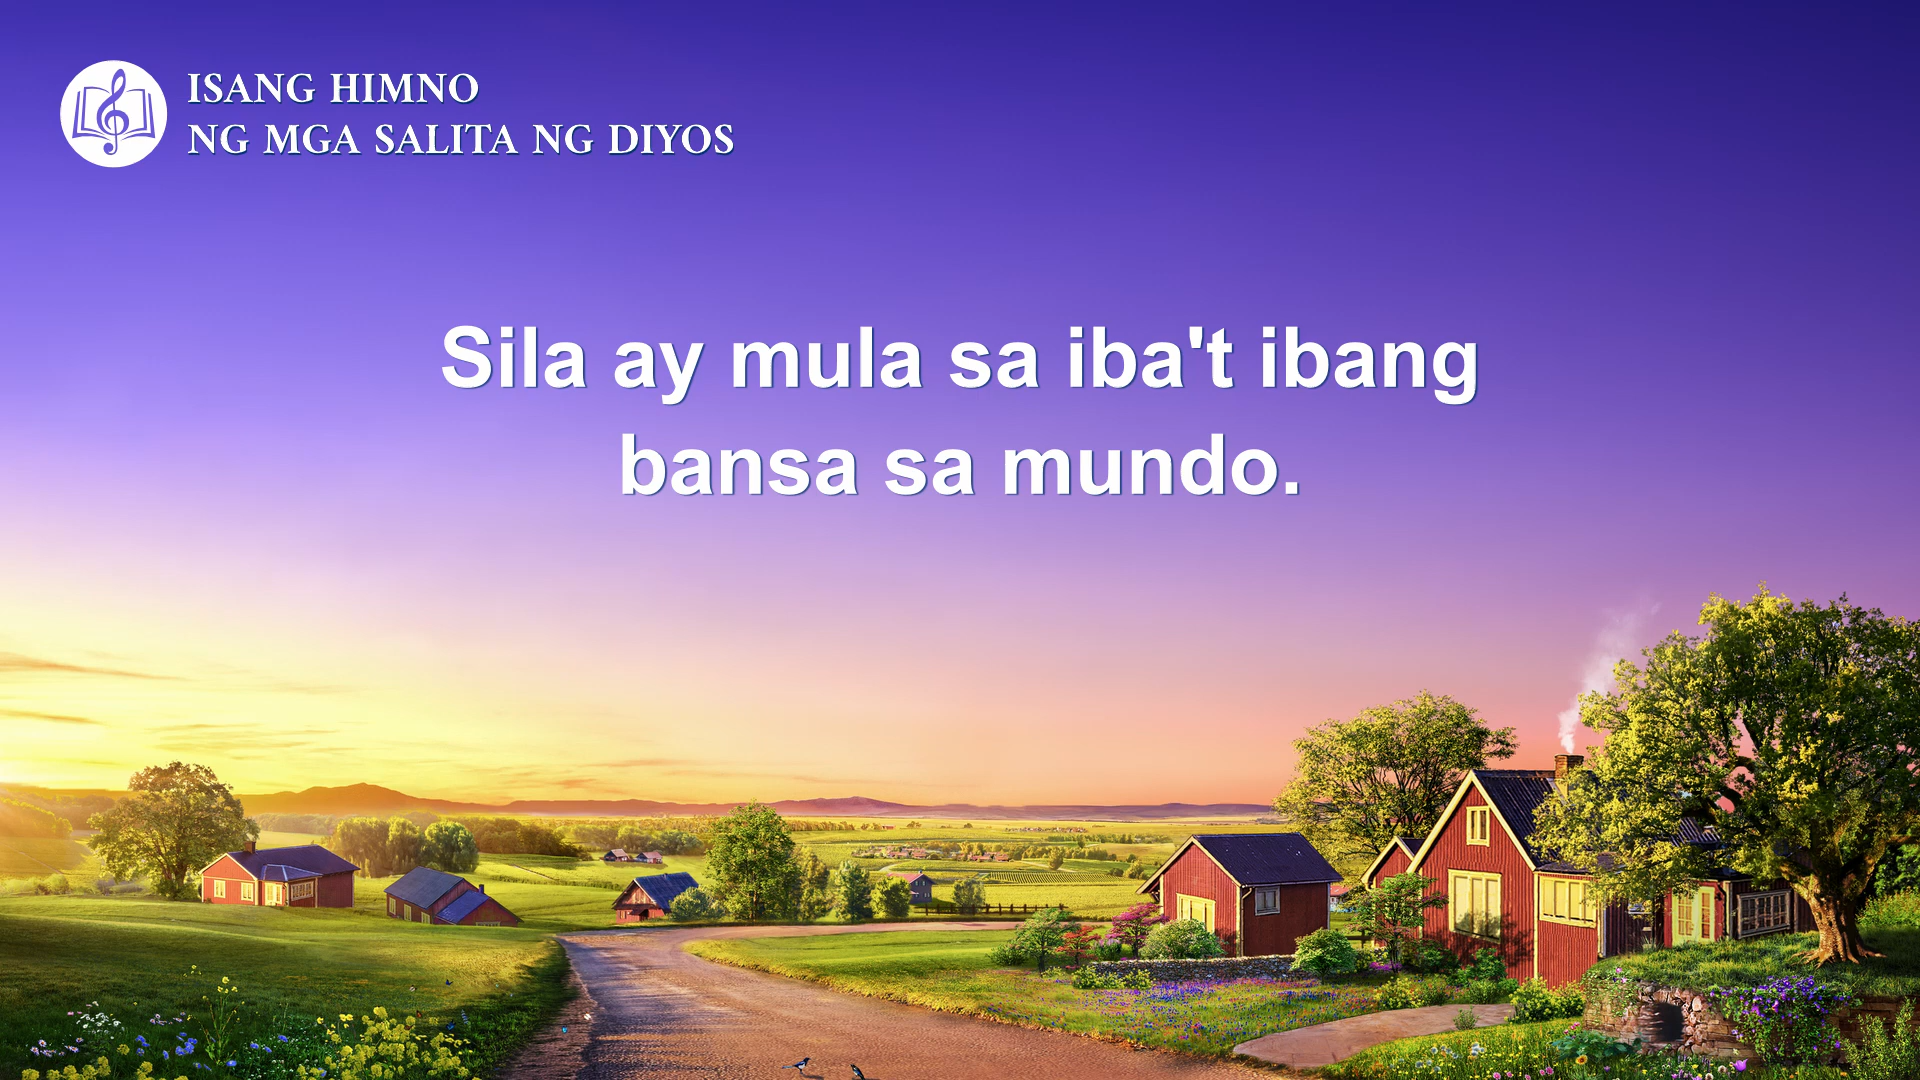 ISANG HIMNO
NG MGA SALITA NG DIYOS
Sila ay mula sa iba't ibang
bansa sa mundo.